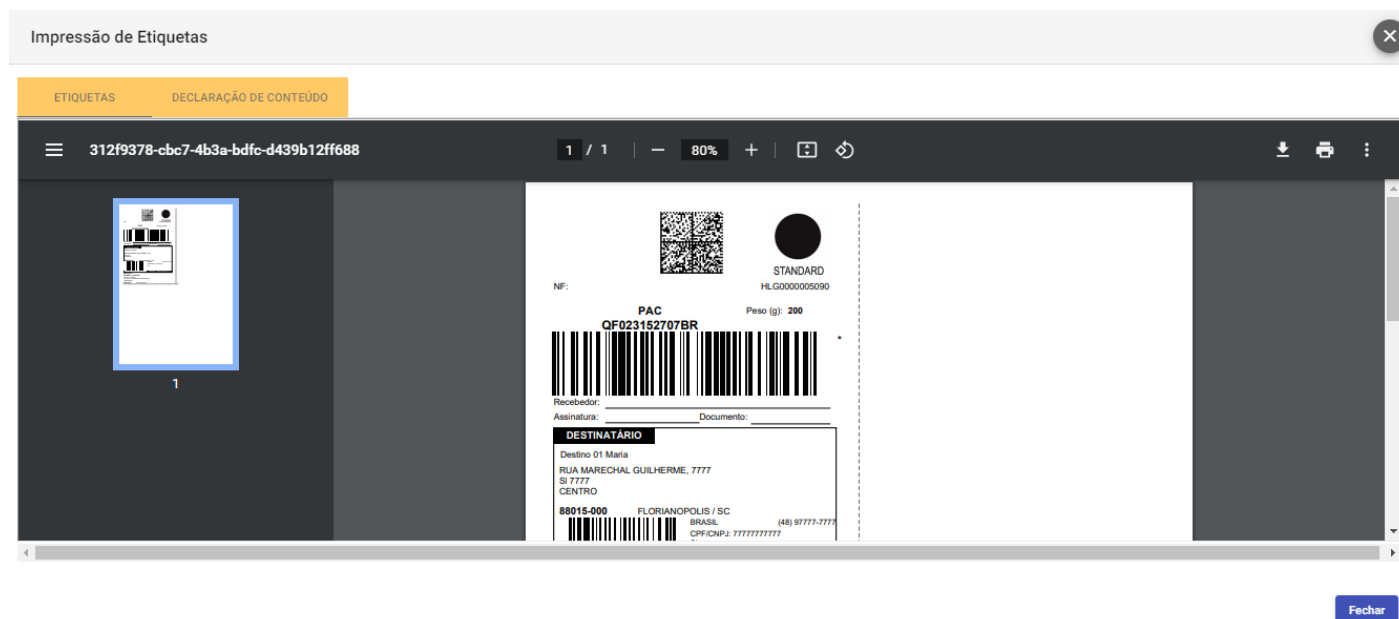 Impressão de Etiquetas
ETIQUETAS DECLARAÇÃO DE CONTEÚDO
312f9378-cbc7-4b3a-bdfc-d439b12ff688 1 / 1 80%
1
STANDARD
NF: HLG0000005090
PAC Peso (g): 200
QF023152707BR
Recebedor:
Assinatura: Documento:
DESTINATÁRIO
Destino 01 Maria
RUA MARECHAL GUILHERME, 7777
Sl 7777
CENTRO
88015-000 FLORIANOPOLIS / SC
BRASIL (48) 97777-7777
CPF/CNPJ: 77777777777
Fechar